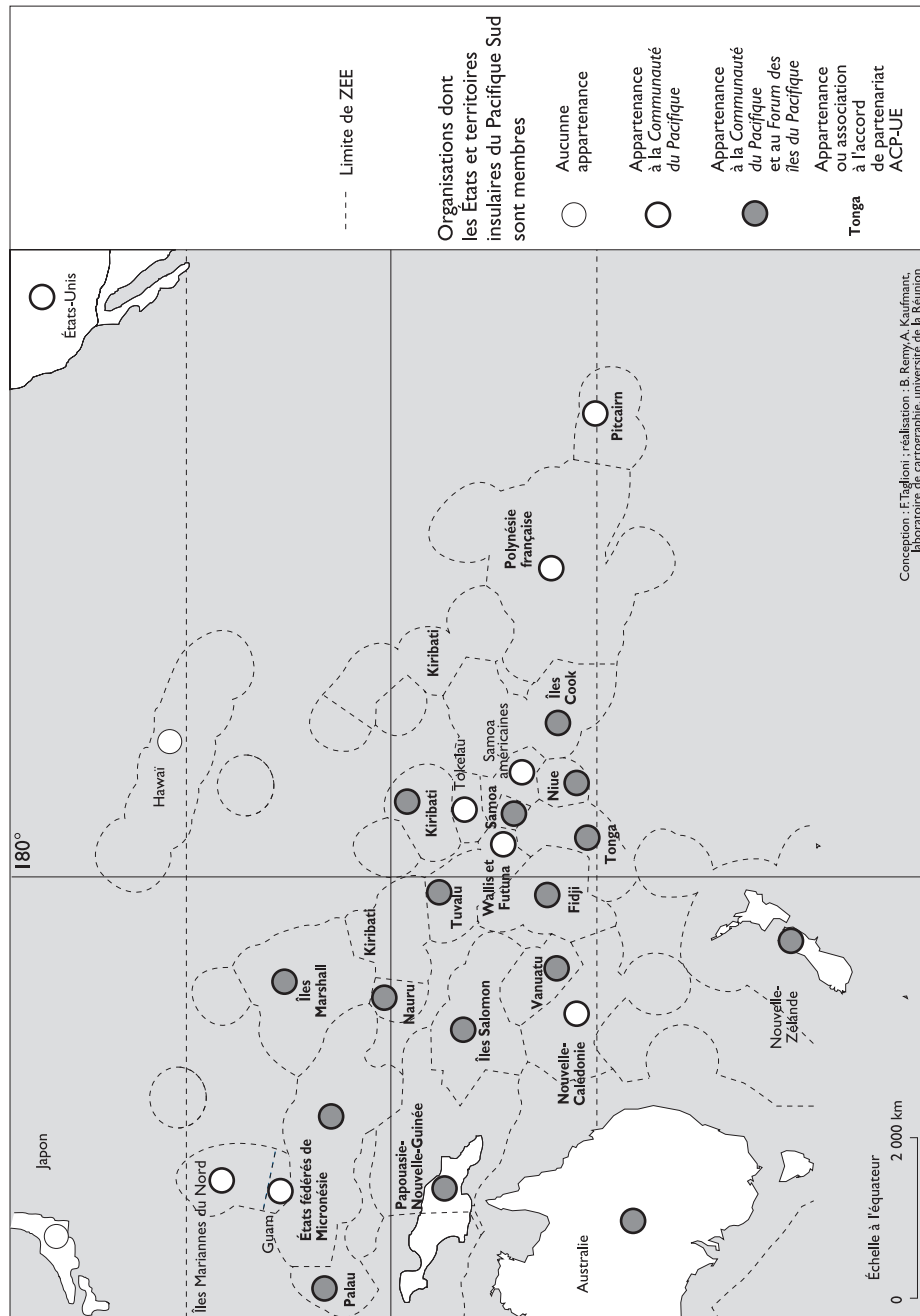 Japon
Îles Mariannes du Nord
Guam
États fédérés de
Micronésie
Palau
Papouasie-
Nouvelle-Guinée
Australie
Îles
Marshall
Nauru
Kiribati
Îles Salomon
Vanuatu
Nouvelle-
Calédonie
Nouvelle-
Zélande
180°
Tuvalu
Wallis et
Futuna
Fidji
Hawaï
Kiribati
Tokelau
Samoa
Samoa
américaines
Niue
Tonga
Îles
Cook
Kiribati
Polynésie
française
Pitcairn
États-Unis
Échelle à l'équateur
0
2 000 km
Conception : F. Taglioni ; réalisation : B. Remy, A. Kaufmant,
laboratoire de cartographie, université de la Réunion
Limite de ZEE
Organisations dont
les États et territoires
insulaires du Pacifique Sud
sont membres
Aucunne
appartenance
Appartenance
à la Communauté
du Pacifique
Appartenance
à la Communauté
du Pacifique
et au Forum des
îles du Pacifique
Tonga
Appartenance
ou association
à l'accord
de partenariat
ACP-UE